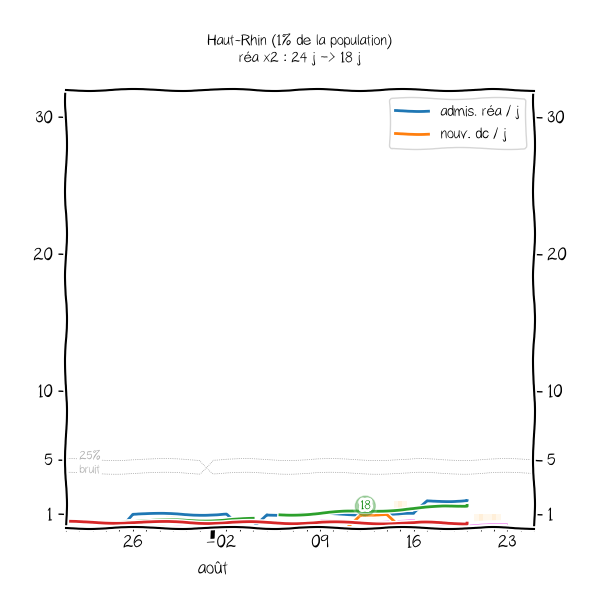 Haut-Rhin (1% de la population)
réa x2 : 24 j -> 18 j
admis. réa / j
nouv. dc / j
30
30
20
20
10
10
5
5
25%
bruit
1
1
18
26
02
09
16
23
août